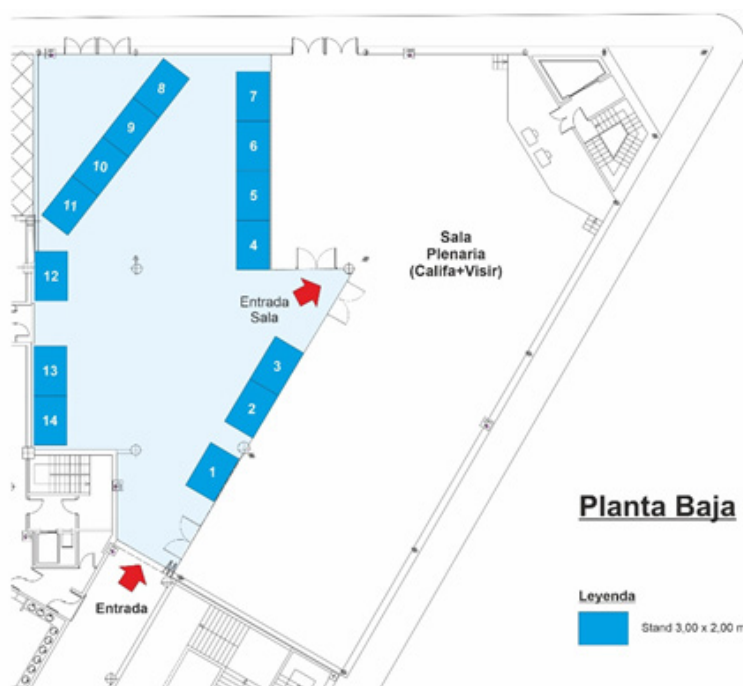 8
7
9
6
10
5
11
4
12
Sala
Plenaria
(Califa+Visir)
Entrada
Sala
3
13
2
14
1
Planta Baja
Entrada
Leyenda
Stand 3,00 x 2,00 m